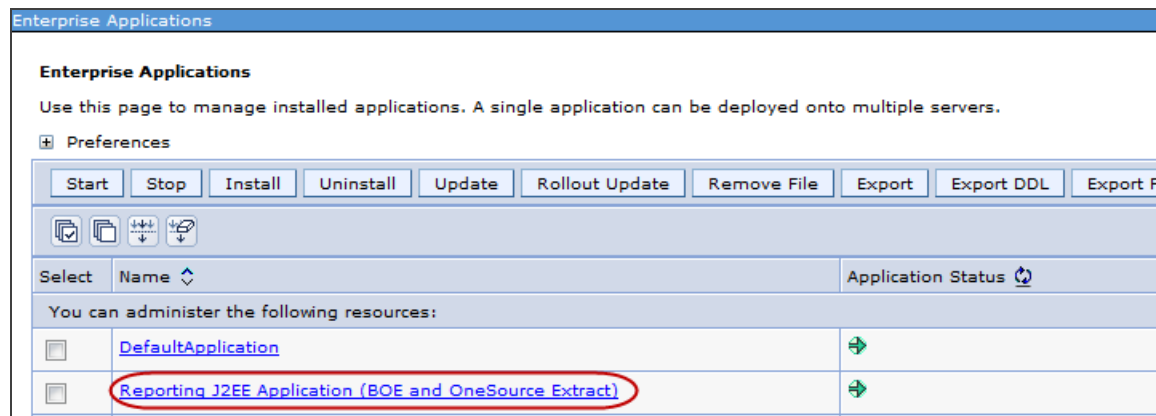 Enterprise Applications
Enterprise Applications
Use this page to manage installed applications. A single application can be deployed onto multiple servers.
Preferences
Start Stop Install Uninstall Update Rollout Update Remove File Export Export DDL Export F
Select Name Application Status
You can administer the following resources:
DefaultApplication
Reporting J2EE Application (BOE and OneSource Extract)